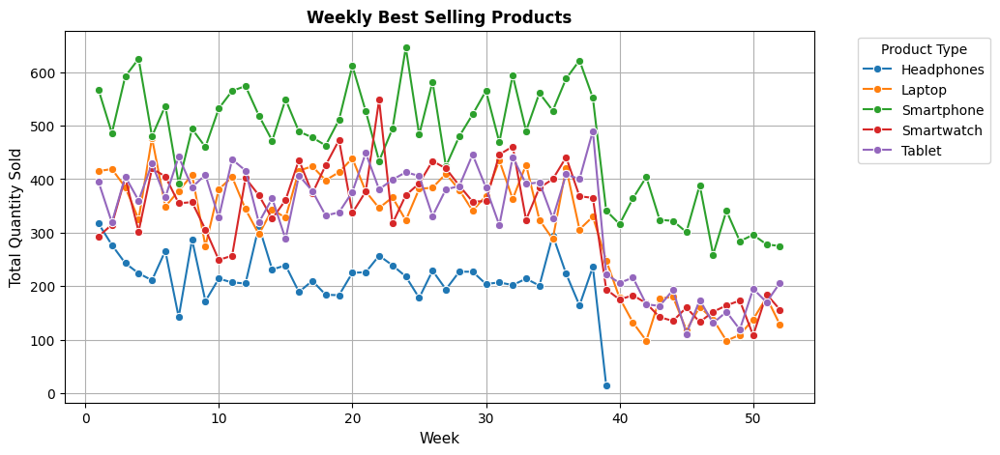 Weekly Best Selling Products
Total Quantity Sold
600
500
400
300
200
100
0
0 10 20 30 40 50
Week
Product Type
Headphones
Laptop
Smartphone
Smartwatch
Tablet